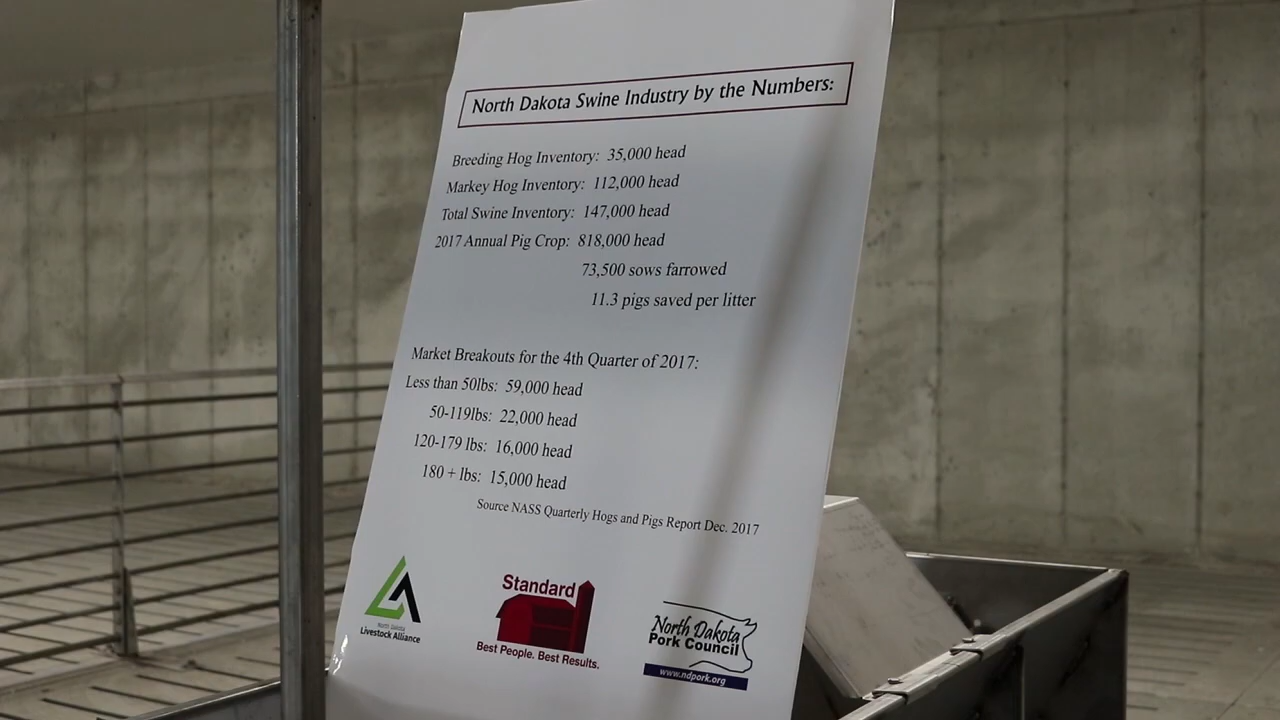 North Dakota Swine Industry by the Numbers:
Breeding Hog Inventory: 35,000 head
Markey Hog Inventory: 112,000 head
Total Swine Inventory: 147,000 head
2017 Annual Pig Crop: 818,000 head
73,500 sows farrowed
11.3 pigs saved per litter
Market Breakouts for the 4th Quarter of 2017:
Less than 50lbs: 59,000 head
50-119lbs: 22,000 head
120-179 lbs: 16,000 head
180 + lbs: 15,000 head
Source NASS Quarterly Hogs and Pigs Report Dec. 2017
North Dakota
Livestock Alliance
Standard
Best People. Best Results.
North Dakota
Pork Council
www.ndpork.org